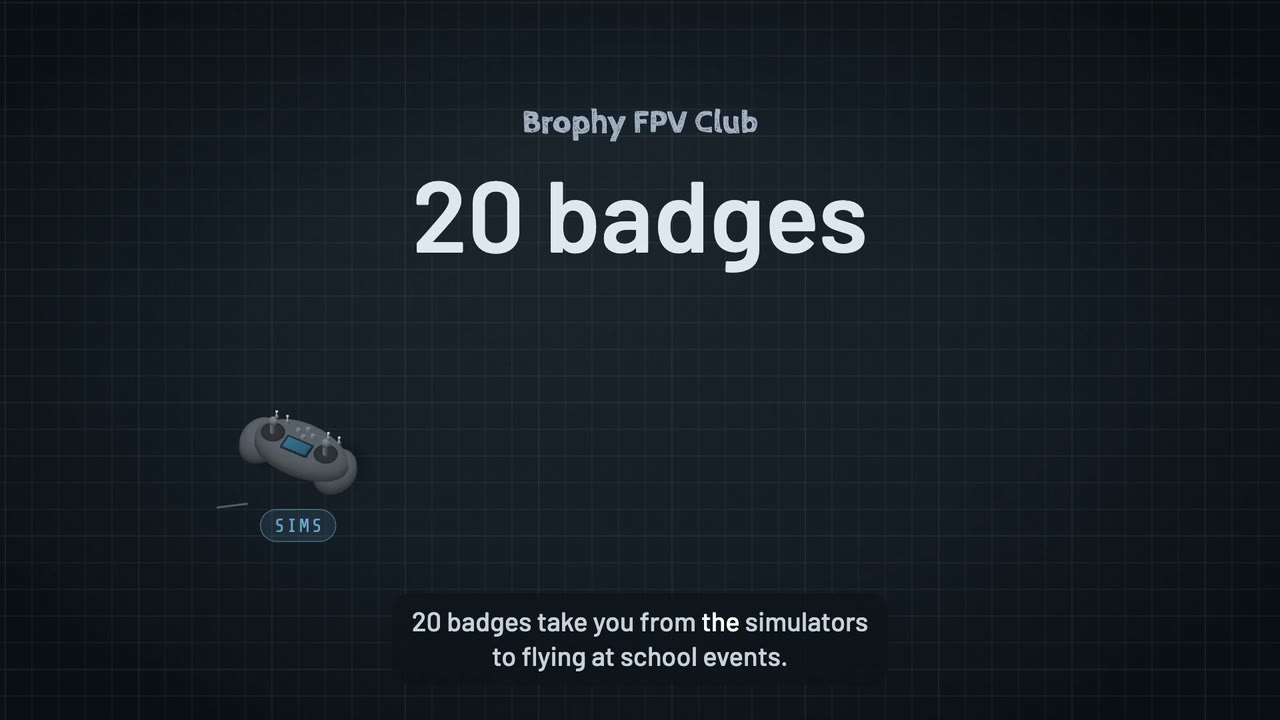 Brophy FPV Club
20 badges
SIMS
20 badges take you from the simulators
to flying at school events.